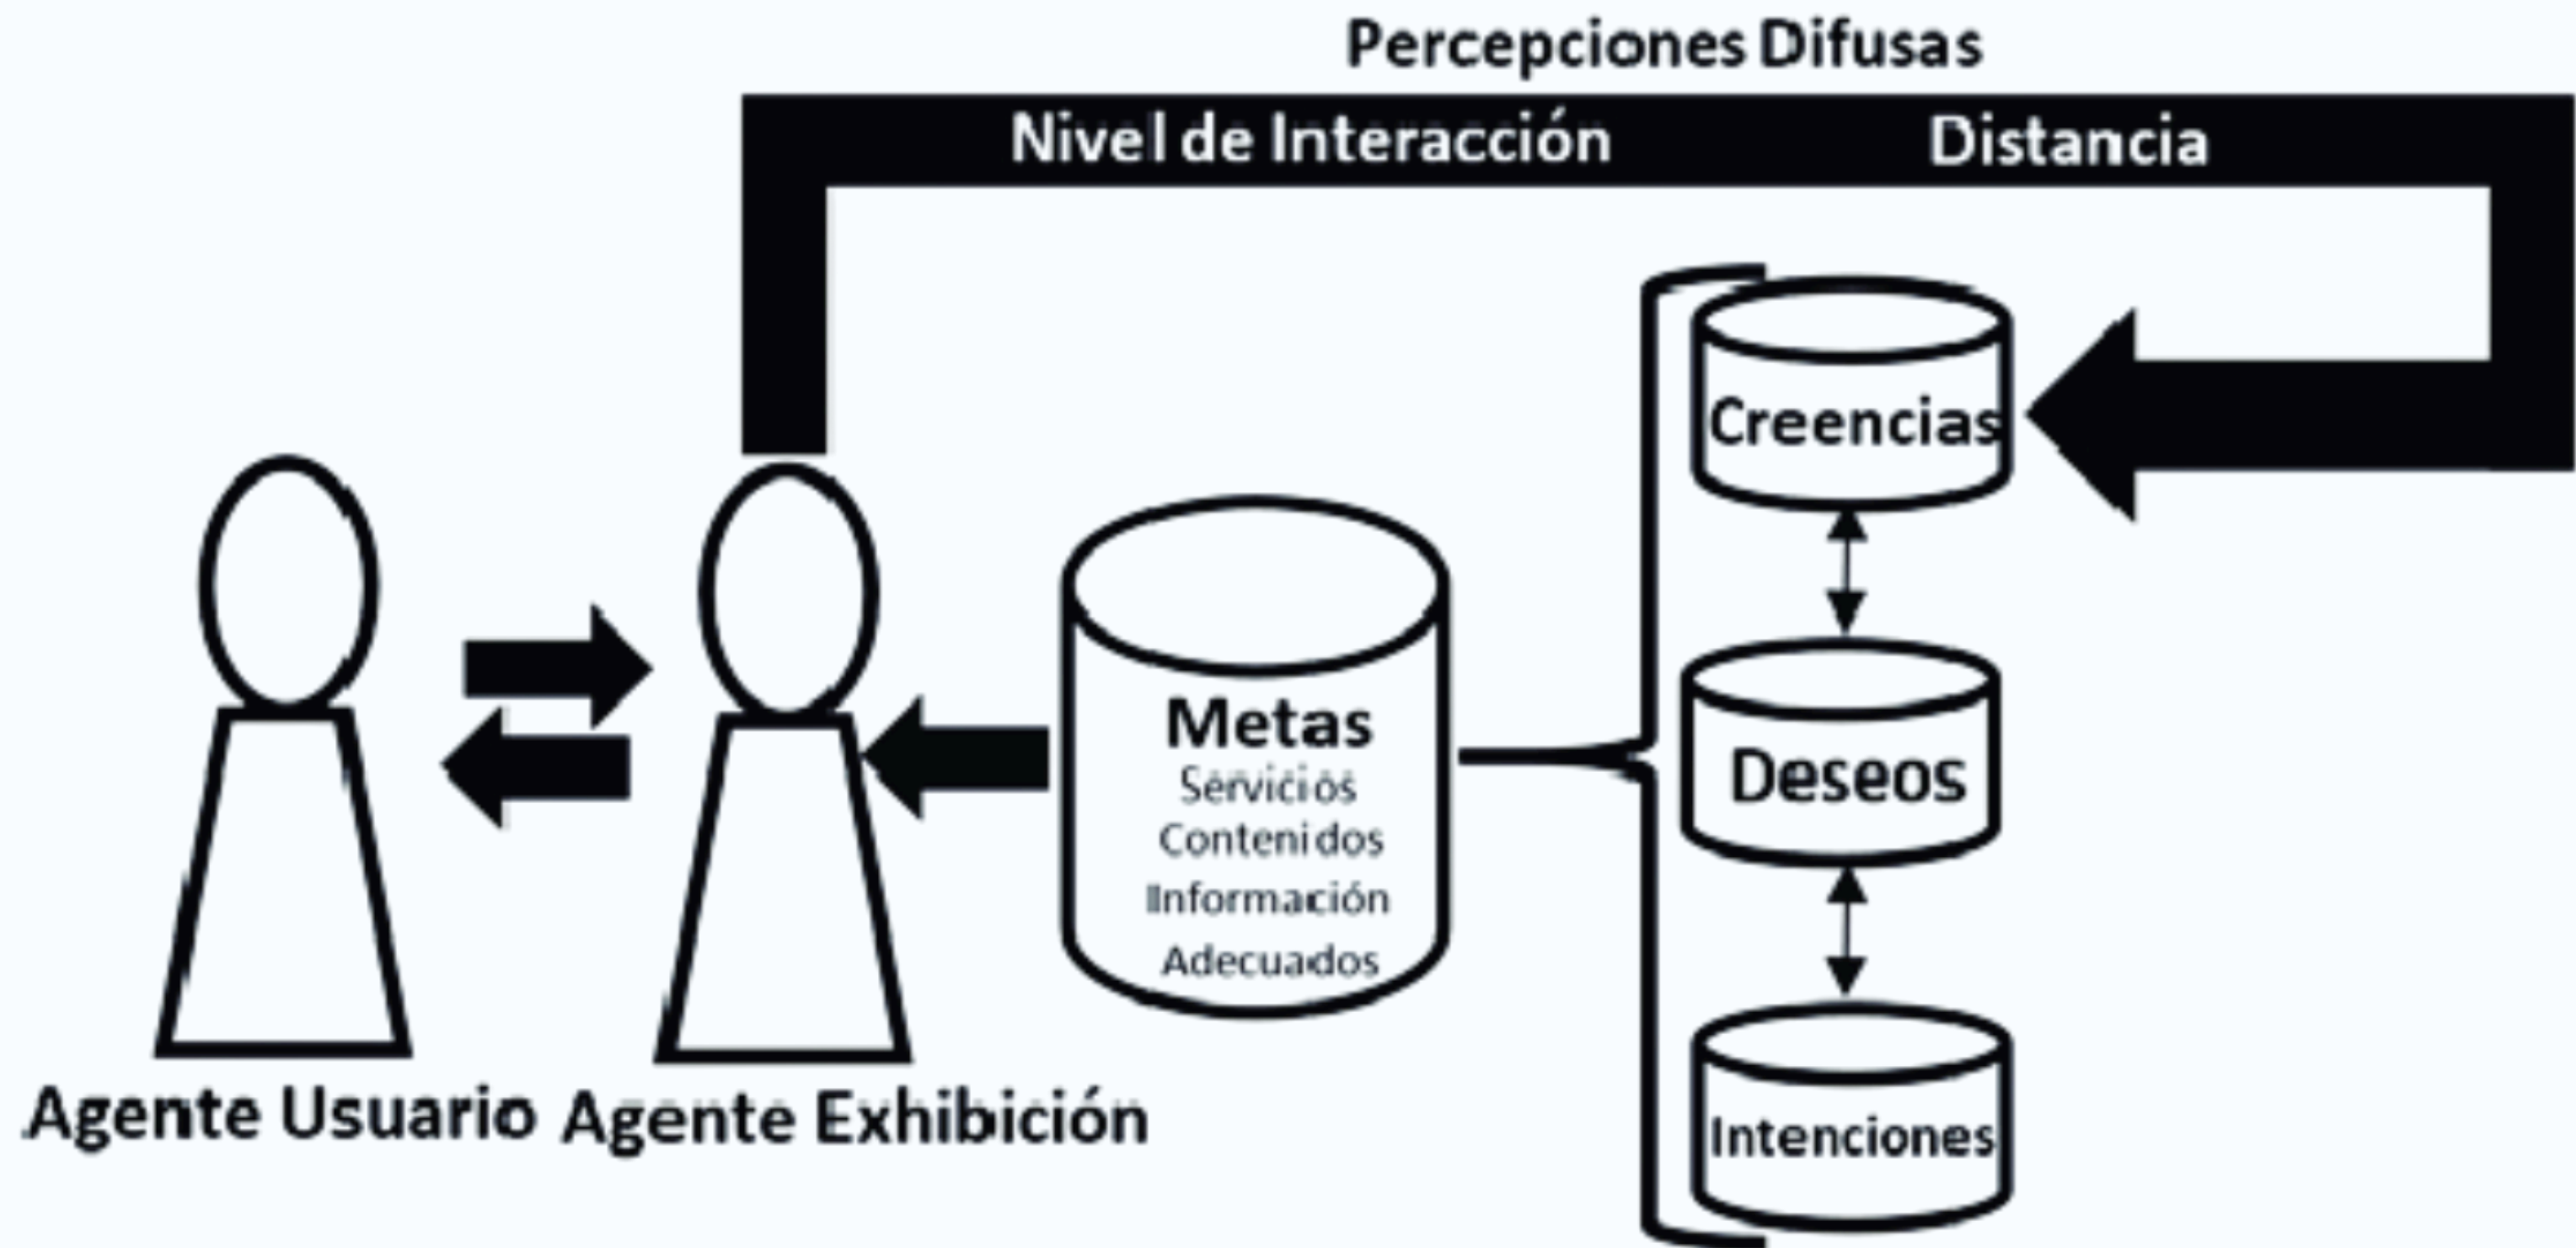 Percepciones Difusas
Nivel de Interacción Distancia
Creencias
Metas
Servicios
Contenidos
Información
Adecuados
Deseos
Intenciones
Agente Usuario
Agente Exhibición